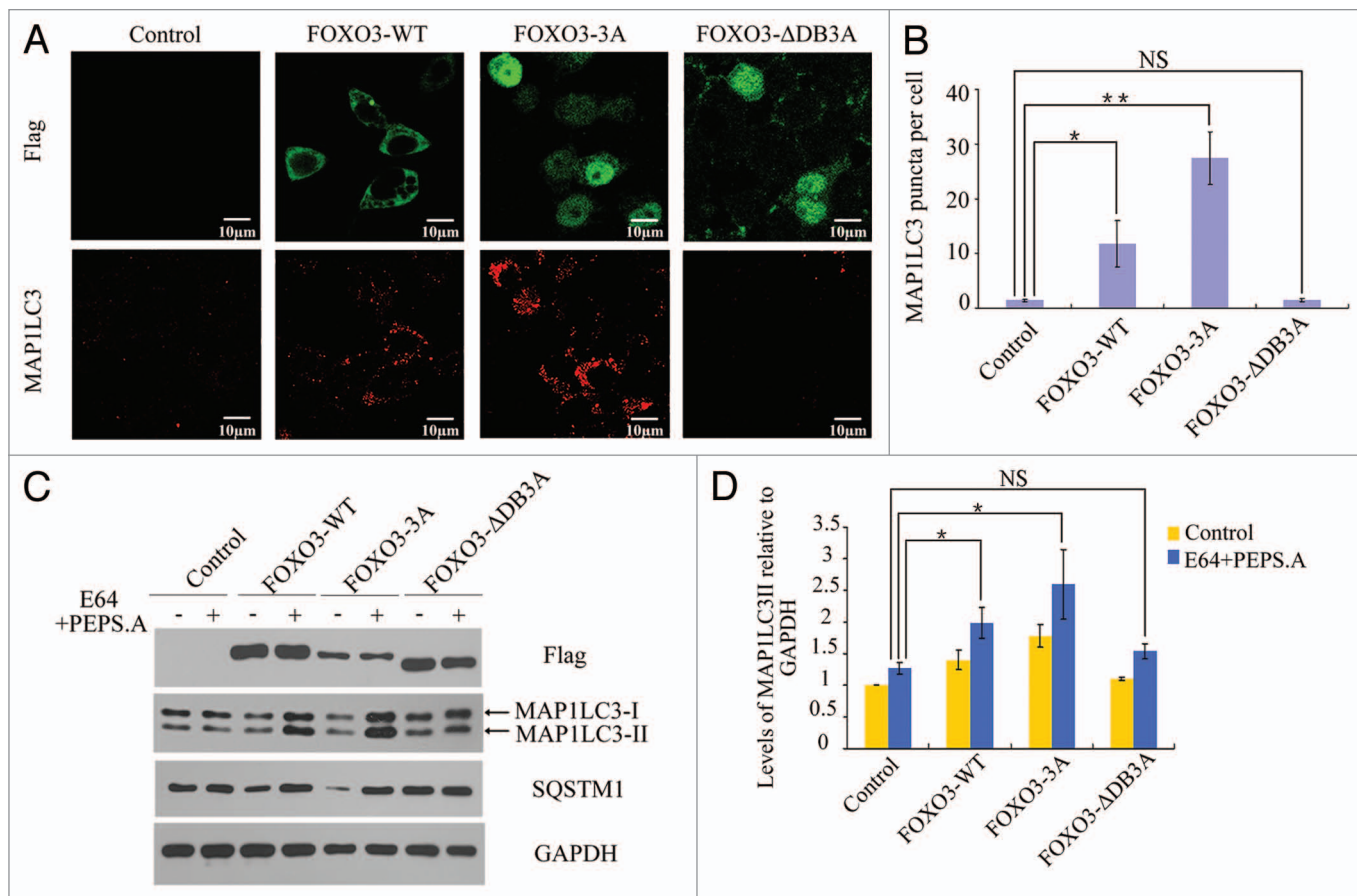 A
Control
FOXO3-WT
FOXO3-3A
FOXO3-ΔDB3A
Flag
10μm
10μm
10μm
10μm
MAP1LC3
10μm
10μm
10μm
10μm
B
MAP1LC3 puncta per cell
40
30
20
10
0
NS
**
*
Control
FOXO3-WT
FOXO3-3A
FOXO3-ΔDB3A
C
Control
FOXO3-WT
FOXO3-3A
FOXO3-ΔDB3A
E64
+PEPS.A
- + - + - + - +
Flag
MAP1LC3-I
MAP1LC3-II
SQSTM1
GAPDH
D
Levels of MAP1LC3II relative to
GAPDH
3.5
3
2.5
2
1.5
1
0.5
0
NS
*
*
Control
E64+PEPS.A
Control
FOXO3-WT
FOXO3-3A
FOXO3-ΔDB3A